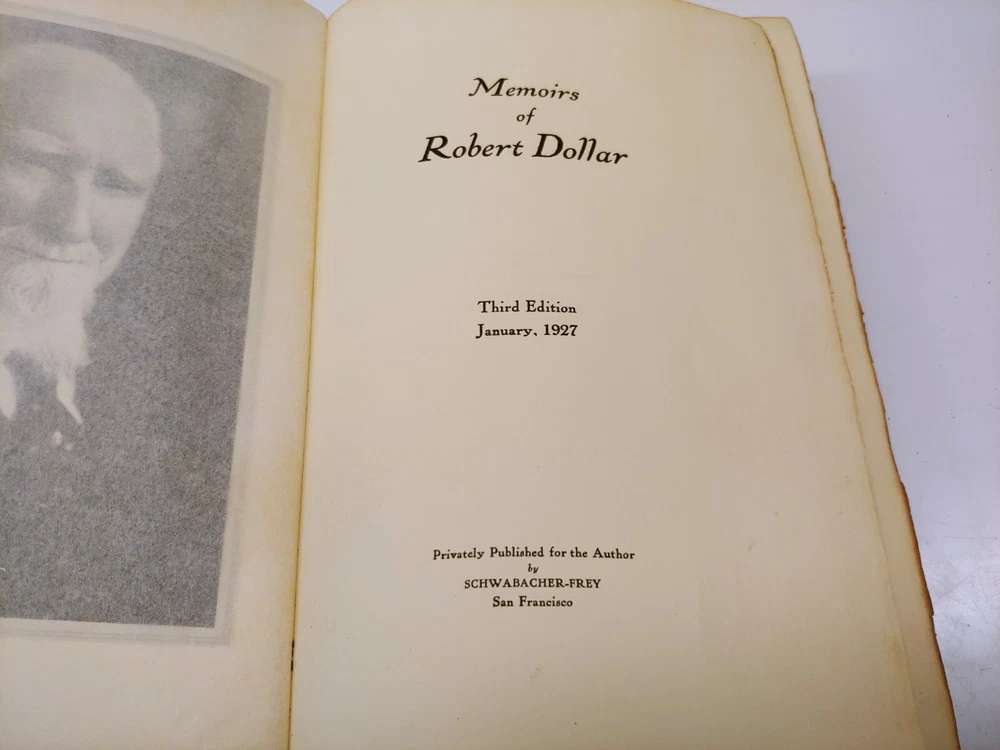 Memoirs
of
Robert Dollar
Third Edition
January, 1927
Privately Published for the Author
by
SCHWABACHER-FREY
San Francisco